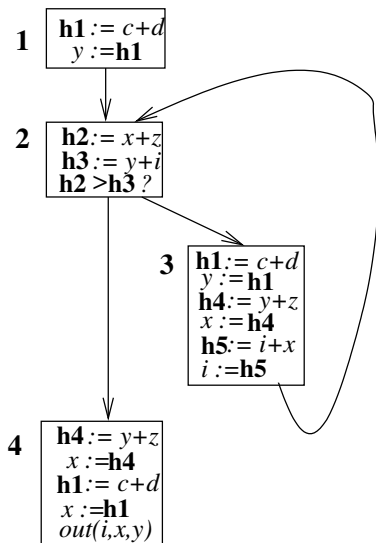 1
h1 := c+d
y := h1
2
h2:= x+z
h3:= y+i
h2 >h3 ?
3
h1:= c+d
y := h1
h4:= y+z
x := h4
h5:= i+x
i :=h5
4
h4:= y+z
x :=h4
h1:= c+d
x :=h1
out(i,x,y)